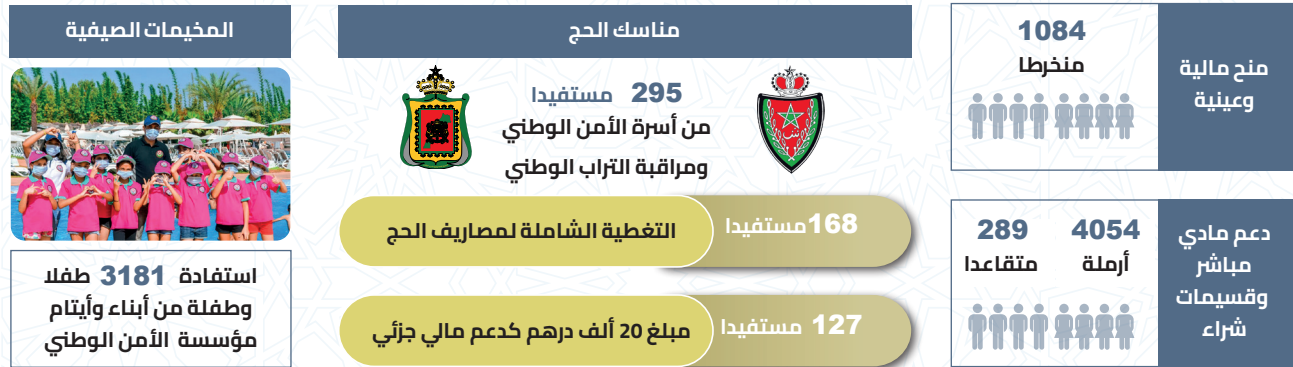 منح مالية
وعينية
1084
منخرطا
دعم مادي
مباشر
وقسيمات
شراء
4054
أرملة
289
متقاعدا
مناسك الحج
295 مستفيدا
من أسرة الأمن الوطني
ومراقبة التراب الوطني
168 مستفيدا
التغطية الشاملة لمصاريف الحج
127 مستفيدا
مبلغ 20 ألف درهم كدعم مالي جزئي
المخيمات الصيفية
استفادة 3181 طفلا
وطفلة من أبناء وأيتام
مؤسسة الأمن الوطني